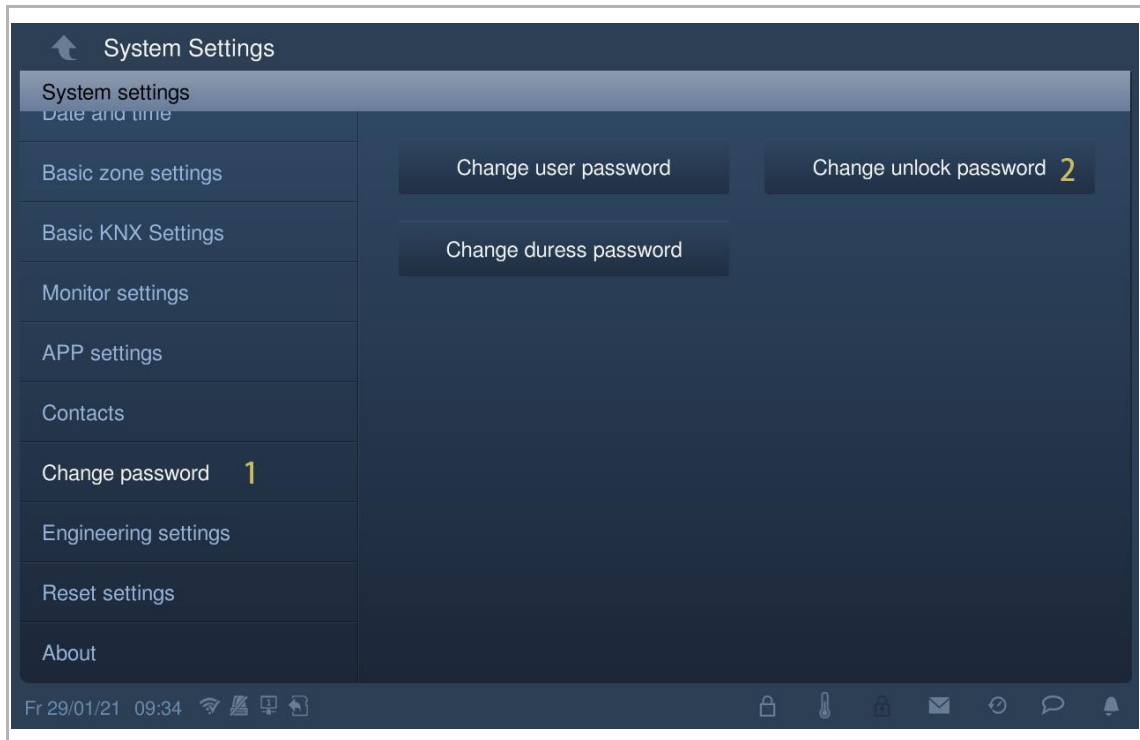 System Settings
System settings
Date and time
Basic zone settings
Basic KNX Settings
Monitor settings
APP settings
Contacts
Change password 1
Engineering settings
Reset settings
About
Change user password
Change unlock password 2
Change duress password
Fr 29/01/21 09:34